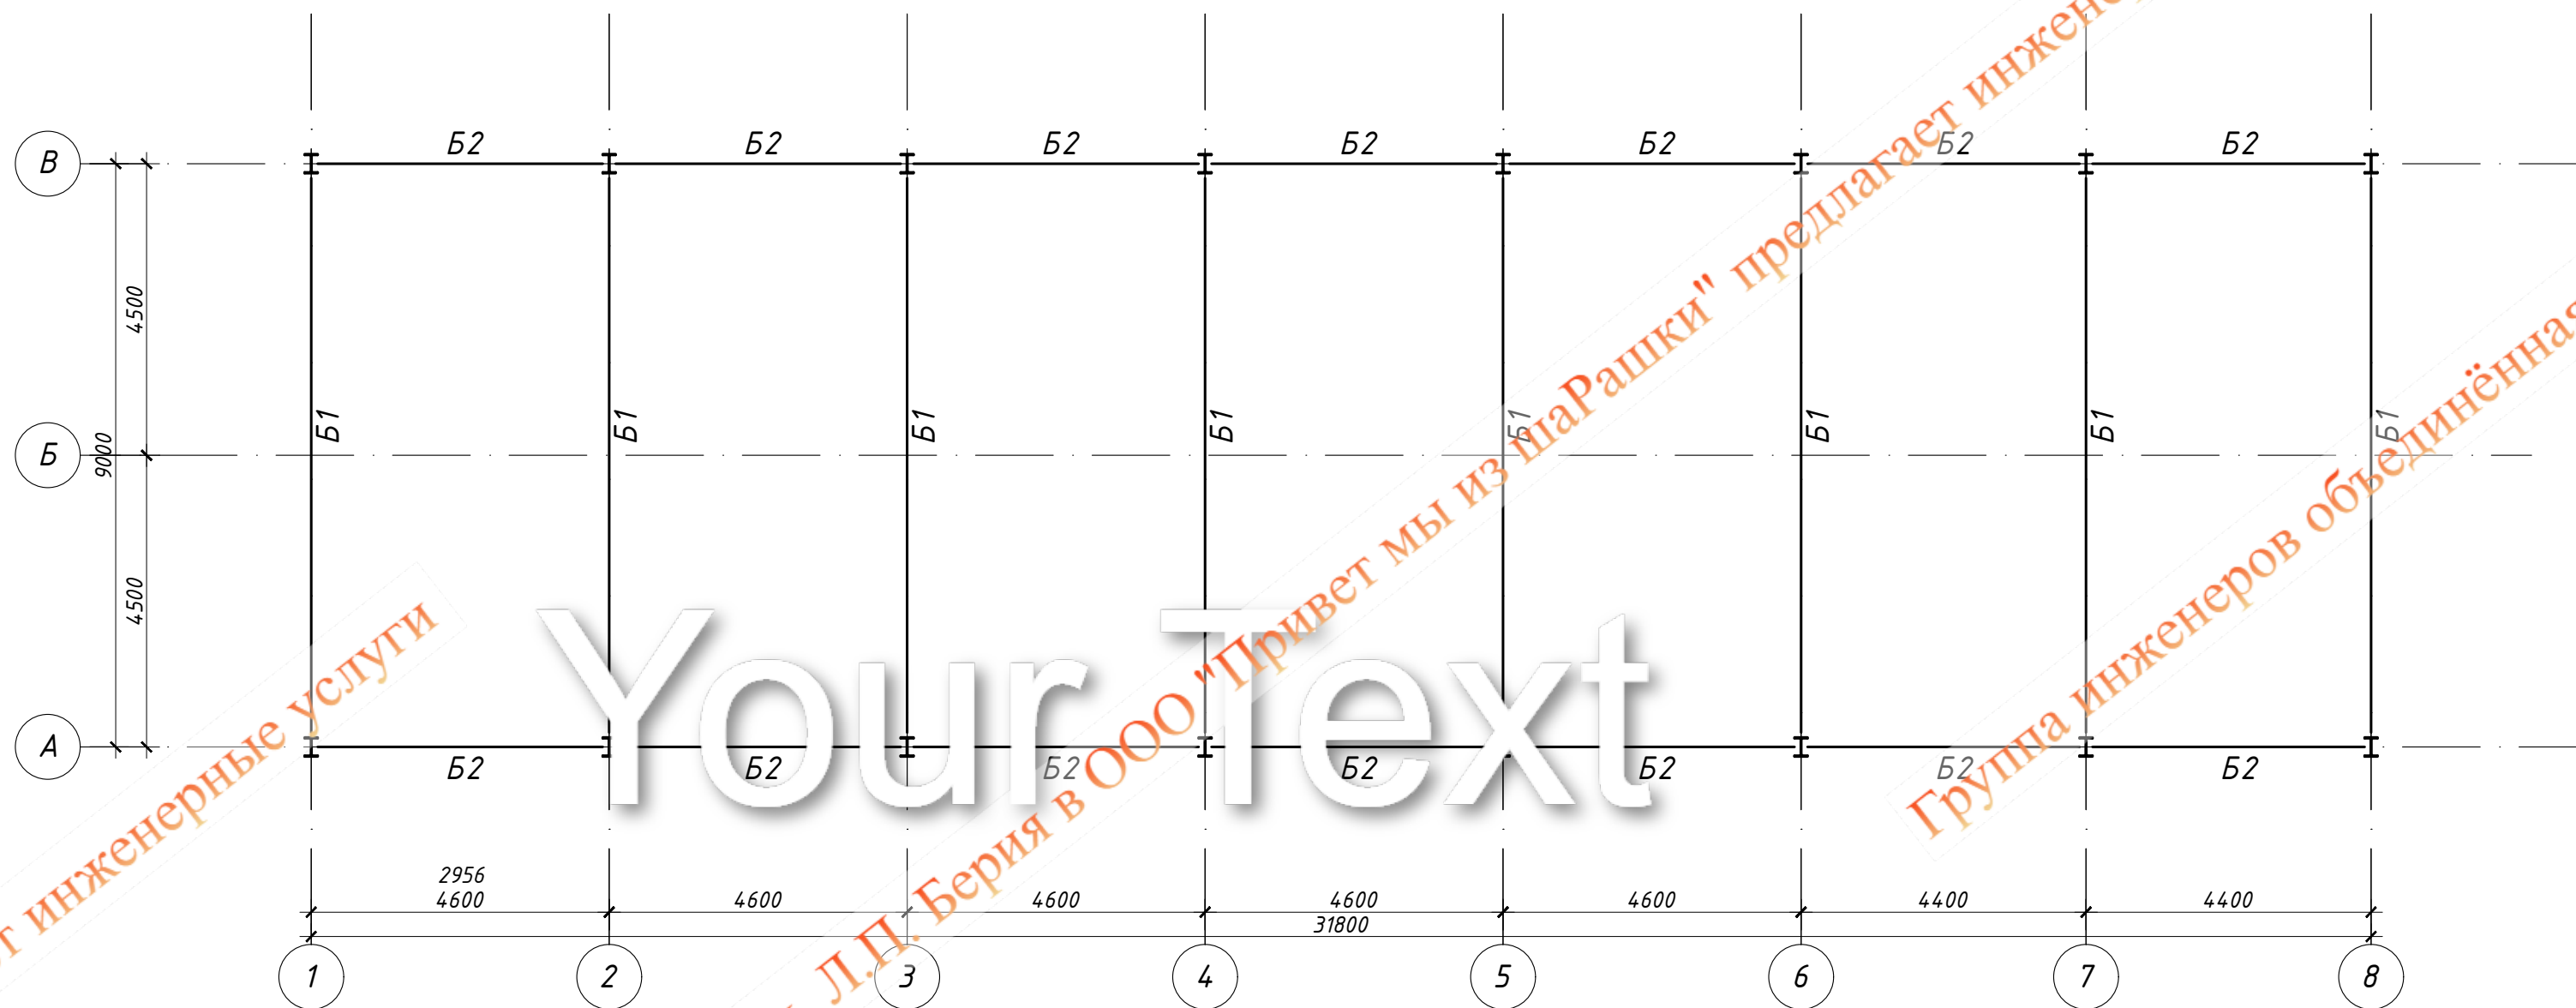 Б2 Б2 Б2 Б2 Б2 Б2 Б2
В
4500
Б1 Б1 Б1 Б1 Б1 Б1 Б1 Б1
Б
9000
4500
А
Б2 Б2 Б2 Б2 Б2 Б2 Б2
2956
4600 4600 4600 4600 4600 4400 4400
31800
1 2 3 4 5 6 7 8
Your Text
инженерные услуги
Л.П. Берия в ООО "Привет мы из шаРашки" предлагает
Группа инженеров объединённая